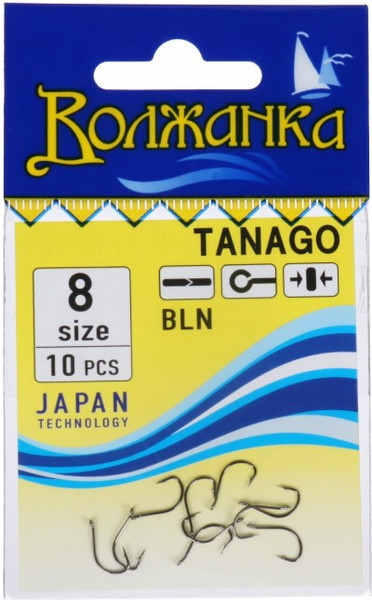 Волжанка
TANAGO
8
size
10 PCS
BLN
JAPAN
TECHNOLOGY